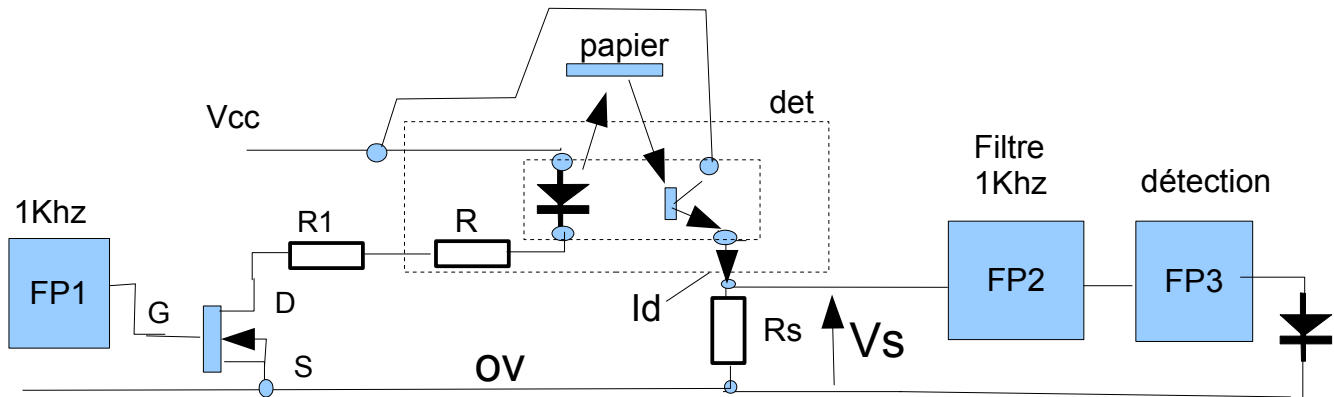 papier
det
Vcc
Filtre
1Khz
détection
1Khz
R1
R
FP1
FP2
FP3
G
D
Id
Rs
Vs
S
OV